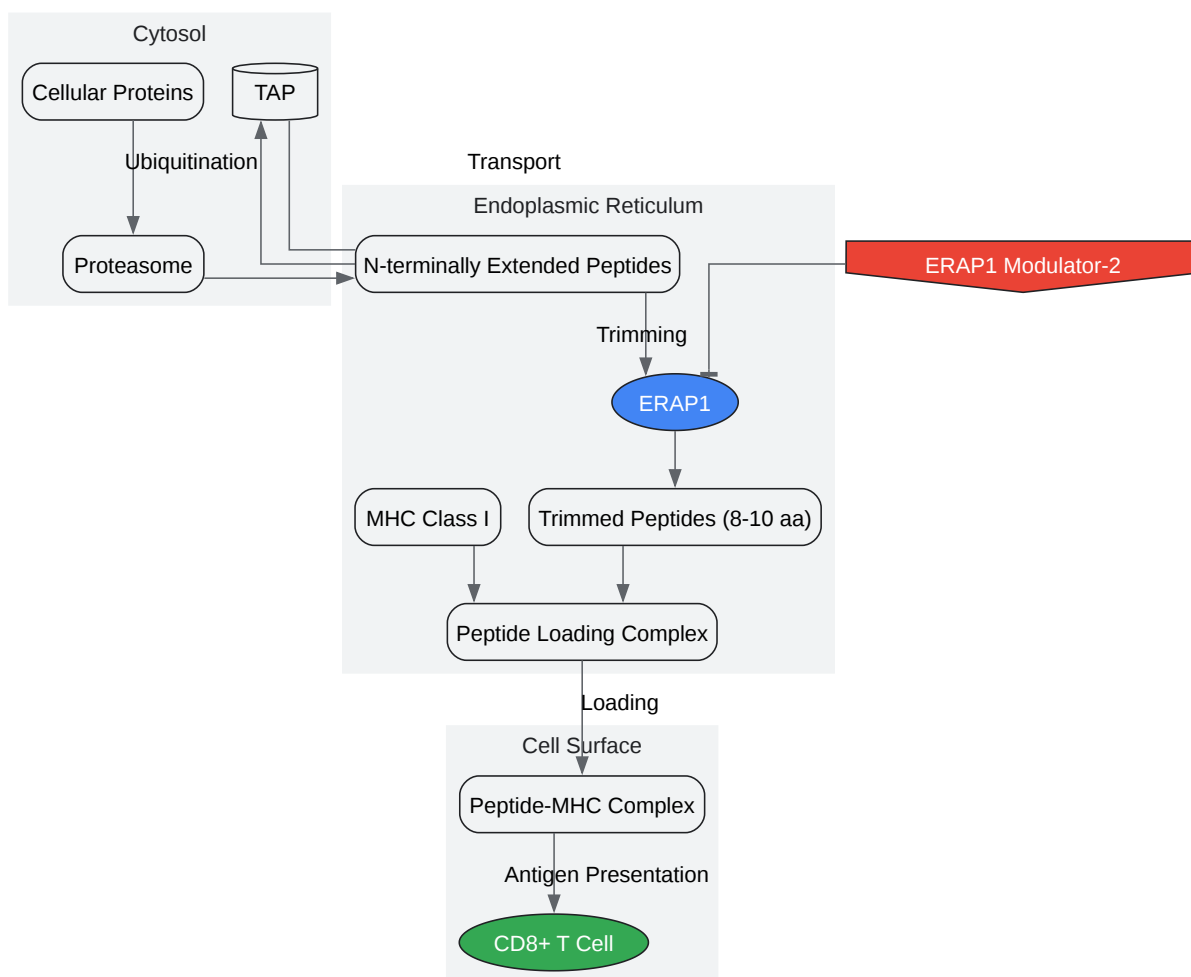 Cytosol
Cellular Proteins
TAP
Ubiquitination
Transport
Endoplasmic Reticulum
Proteasome
N-terminally Extended Peptides
ERAP1 Modulator-2
Trimming
ERAP1
MHC Class I
Trimmed Peptides (8-10 aa)
Peptide Loading Complex
Loading
Cell Surface
Peptide-MHC Complex
Antigen Presentation
CD8+ T Cell